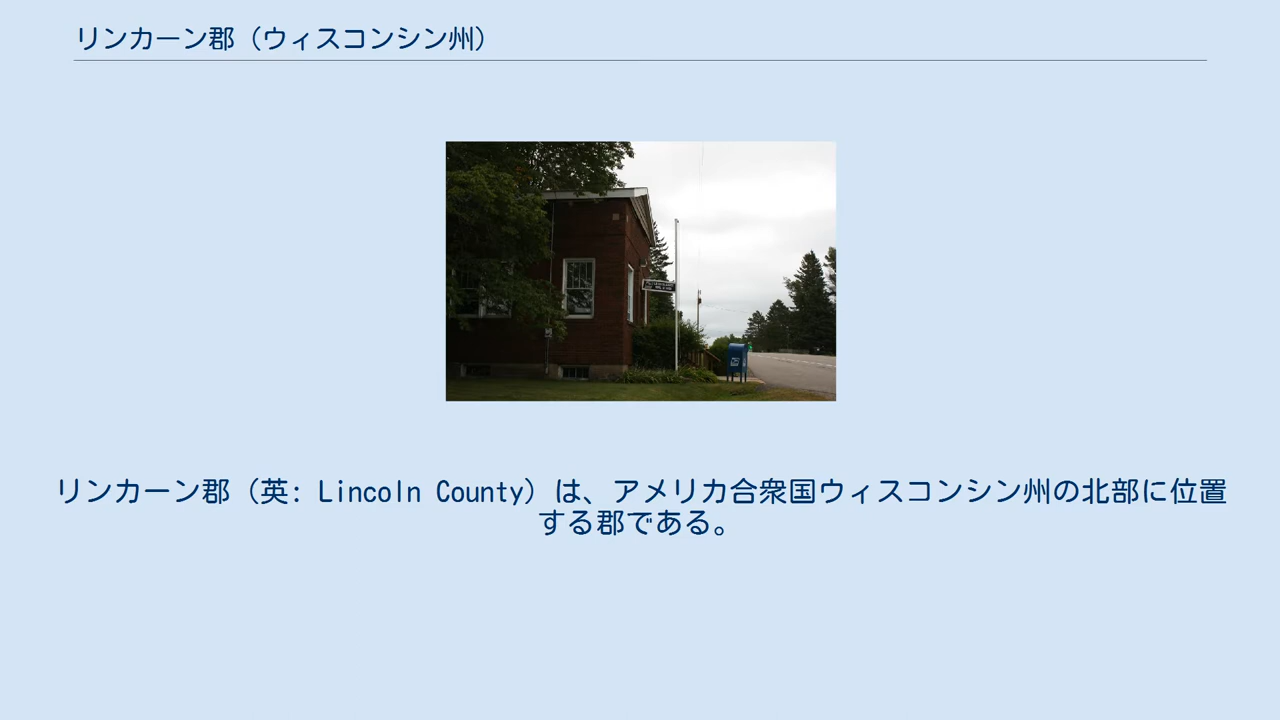 リンカーン郡（ウィスコンシン州）
リンカーン郡（英: Lincoln County）は、アメリカ合衆国ウィスコンシン州の北部に位置
する郡である。